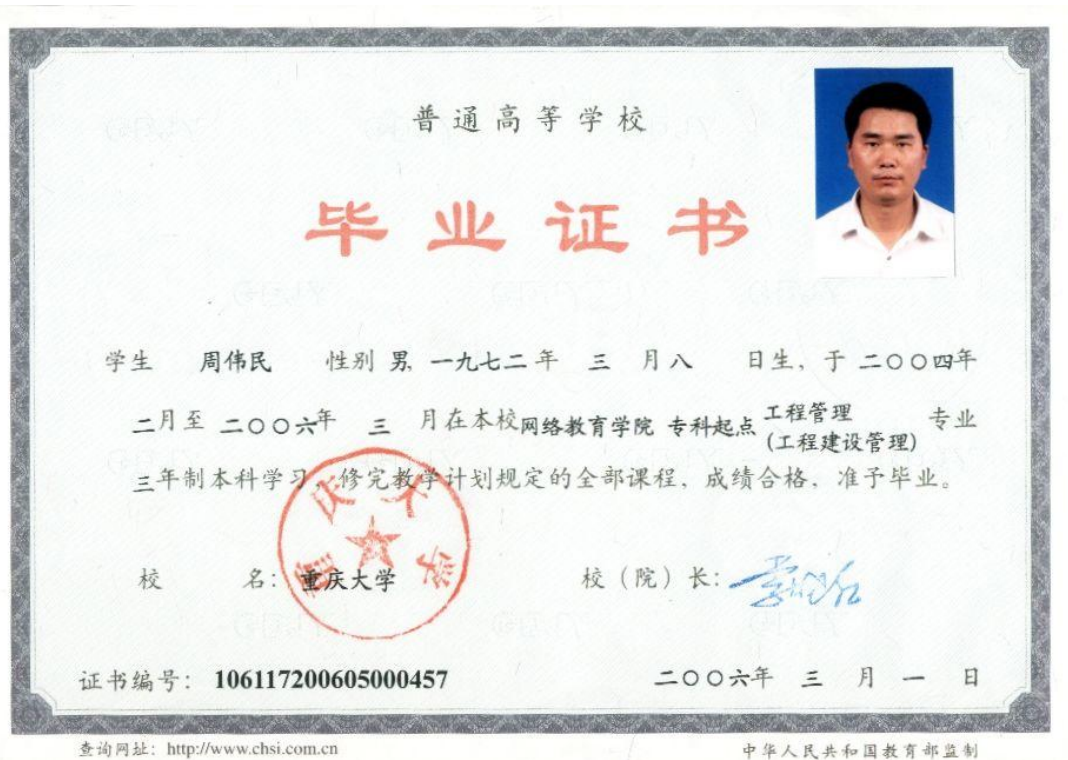 普通高等学校
毕业证书
学生 周伟民 性别 男, 一九七二年 三 月八 日生, 于 二〇〇四年
二月至 二〇〇六年 三 月在本校网络教育学院 专科起点 工程管理 (工程建设管理) 专业
三年制本科学习, 修完教学计划规定的全部课程, 成绩合格, 准予毕业。
重庆大学
校 名: 重庆大学 校(院)长:
证书编号: 106117200605000457 二〇〇六年 三 月 一 日
查询网址: http://www.chsi.com.cn 中华人民共和国教育部监制